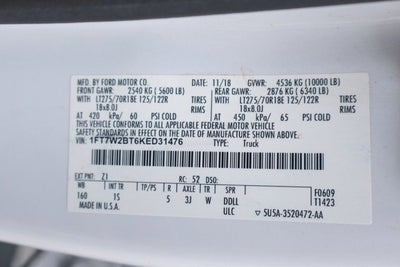 MFD. BY FORD MOTOR CO. 11/18 GVWR: 4536 KG (10000 LB)
FRONT GAWR: 2540 KG (5600 LB) REAR GAWR: 2876 KG (6340 LB)
LT275/70R18E 125/122R TIRES LT275/70R18E 125/122R TIRES
18x8.0J RIMS 18x8.0J RIMS
AT 420 kPa/ 60 PSI COLD AT 450 kPa/ 65 PSI COLD
THIS VEHICLE CONFORMS TO ALL APPLICABLE FEDERAL MOTOR VEHICLE
SAFETY STANDARDS IN EFFECT ON THE DATE OF MANUFACTURE SHOWN ABOVE.
VIN: 1FT7W2BT6KED31476 TYPE: Truck
EXT PNT: Z1 RC: 52 DSO:
WB INT TR TP/PS R AXLE TR SPR F0609
160 IS 5 3J W DDLL T1423
MADE IN U.S.A. ULC 5U5A-3520472-AA